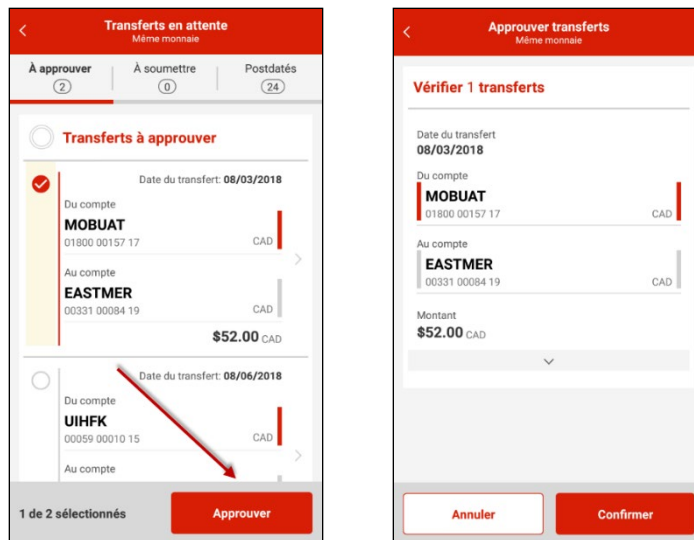 Transferts en attente
Même monnaie
À approuver
2
À soumettre
0
Postdatés
24
Transferts à approuver
Date du transfert: 08/03/2018
Du compte
MOBUAT
01800 00157 17 CAD
Au compte
EASTMER
00331 00084 19 CAD
$52.00 CAD
Date du transfert: 08/06/2018
Du compte
UIHFK
00059 00010 15 CAD
Au compte
1 de 2 sélectionnés
Approuver
Approuver transferts
Même monnaie
Vérifier 1 transferts
Date du transfert
08/03/2018
Du compte
MOBUAT
01800 00157 17 CAD
Au compte
EASTMER
00331 00084 19 CAD
Montant
$52.00 CAD
Annuler
Confirmer